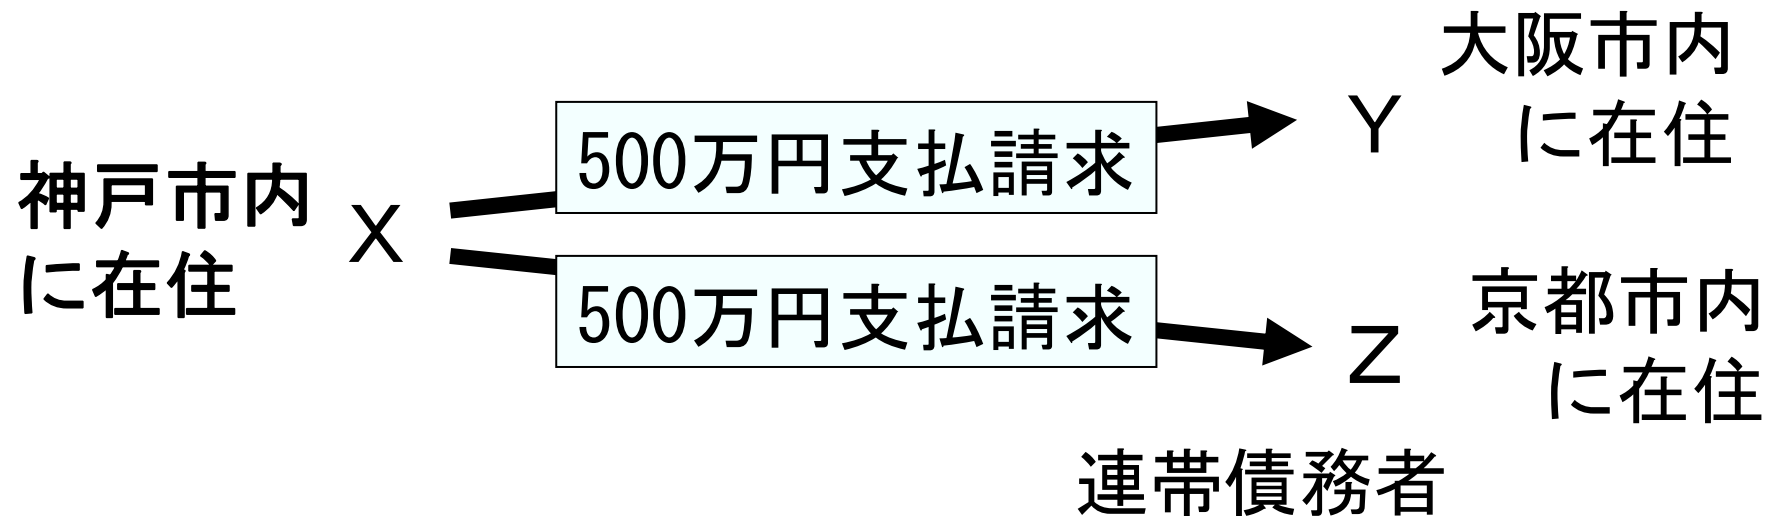 神戸市内
に在住
X
500万円支払請求
Y
大阪市内
に在住
500万円支払請求
Z
京都市内
に在住
連帯債務者